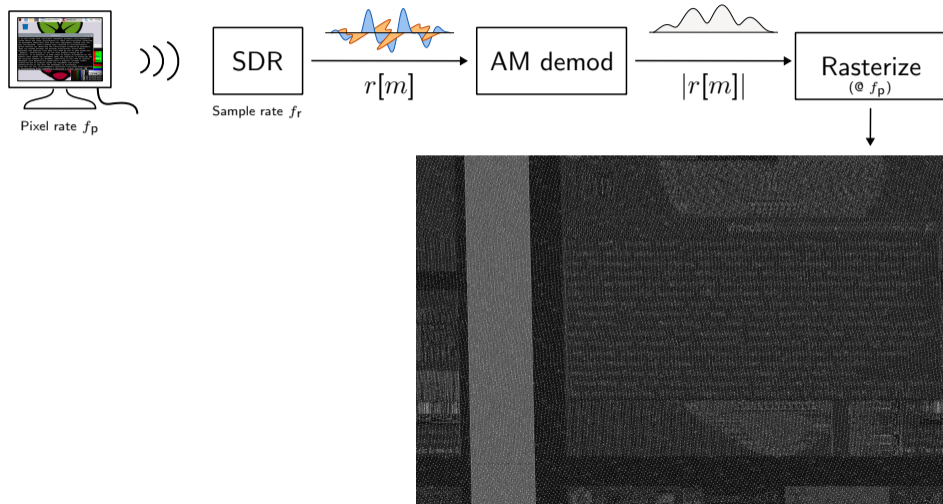 SDR
AM demod
Rasterize
(@ fₚ)
r[m]
|r[m]|
Pixel rate fₚ
Sample rate fᵣ